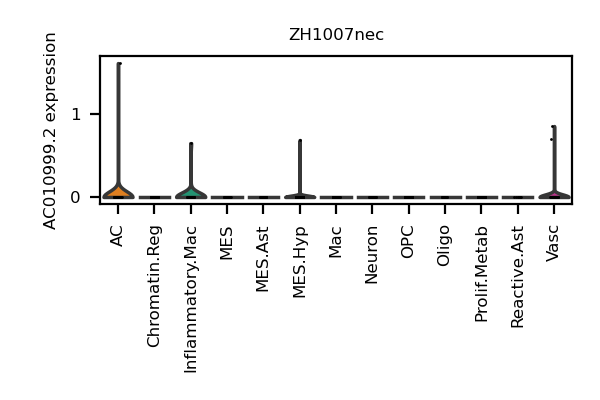 ZH1007nec
AC010999.2 expression
1
0
AC
Chromatin.Reg
Inflammatory.Mac
MES
MES.Ast
MES.Hyp
Mac
Neuron
OPC
Oligo
Prolif.Metab
Reactive.Ast
Vasc